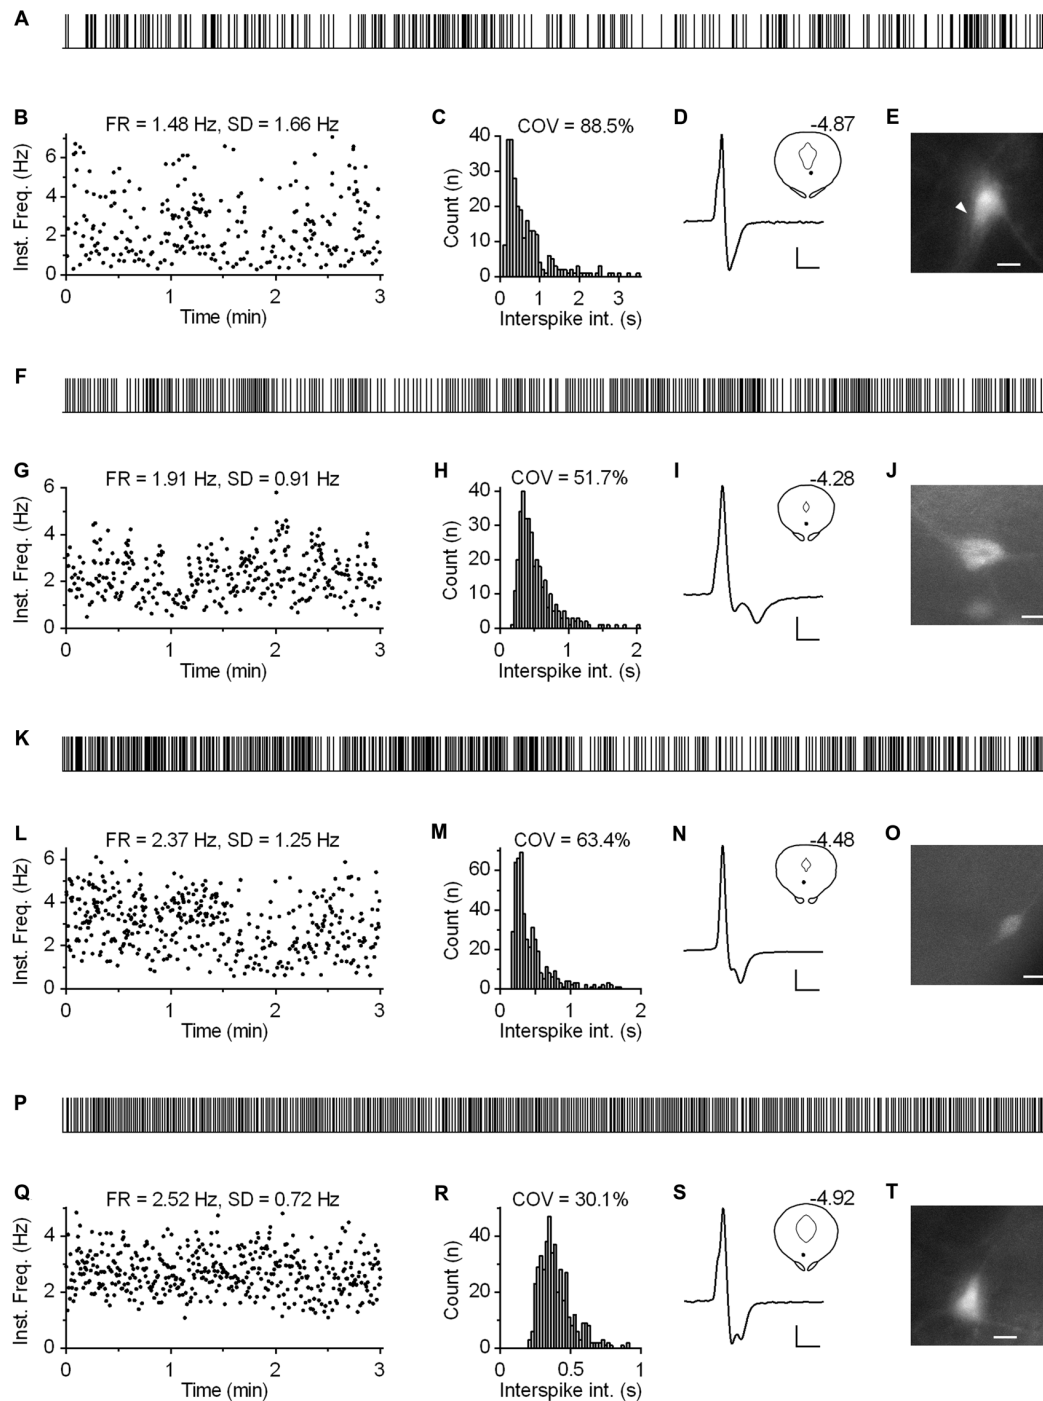 A
B
FR = 1.48 Hz, SD = 1.66 Hz
Inst. Freq. (Hz)
6
4
2
0
0 1 2 3
Time (min)
C
COV = 88.5%
Count (n)
40
30
20
10
0
0 1 2 3
Interspike int. (s)
D
-4.87
E
F
G
FR = 1.91 Hz, SD = 0.91 Hz
Inst. Freq. (Hz)
6
4
2
0
0 1 2 3
Time (min)
H
COV = 51.7%
Count (n)
40
30
20
10
0
0 1 2
Interspike int. (s)
I
-4.28
J
K
L
FR = 2.37 Hz, SD = 1.25 Hz
Inst. Freq. (Hz)
6
4
2
0
0 1 2 3
Time (min)
M
COV = 63.4%
Count (n)
60
40
20
0
0 1 2
Interspike int. (s)
N
-4.48
O
P
Q
FR = 2.52 Hz, SD = 0.72 Hz
Inst. Freq. (Hz)
4
2
0
0 1 2 3
Time (min)
R
COV = 30.1%
Count (n)
40
20
0
0.5 1
Interspike int. (s)
S
-4.92
T